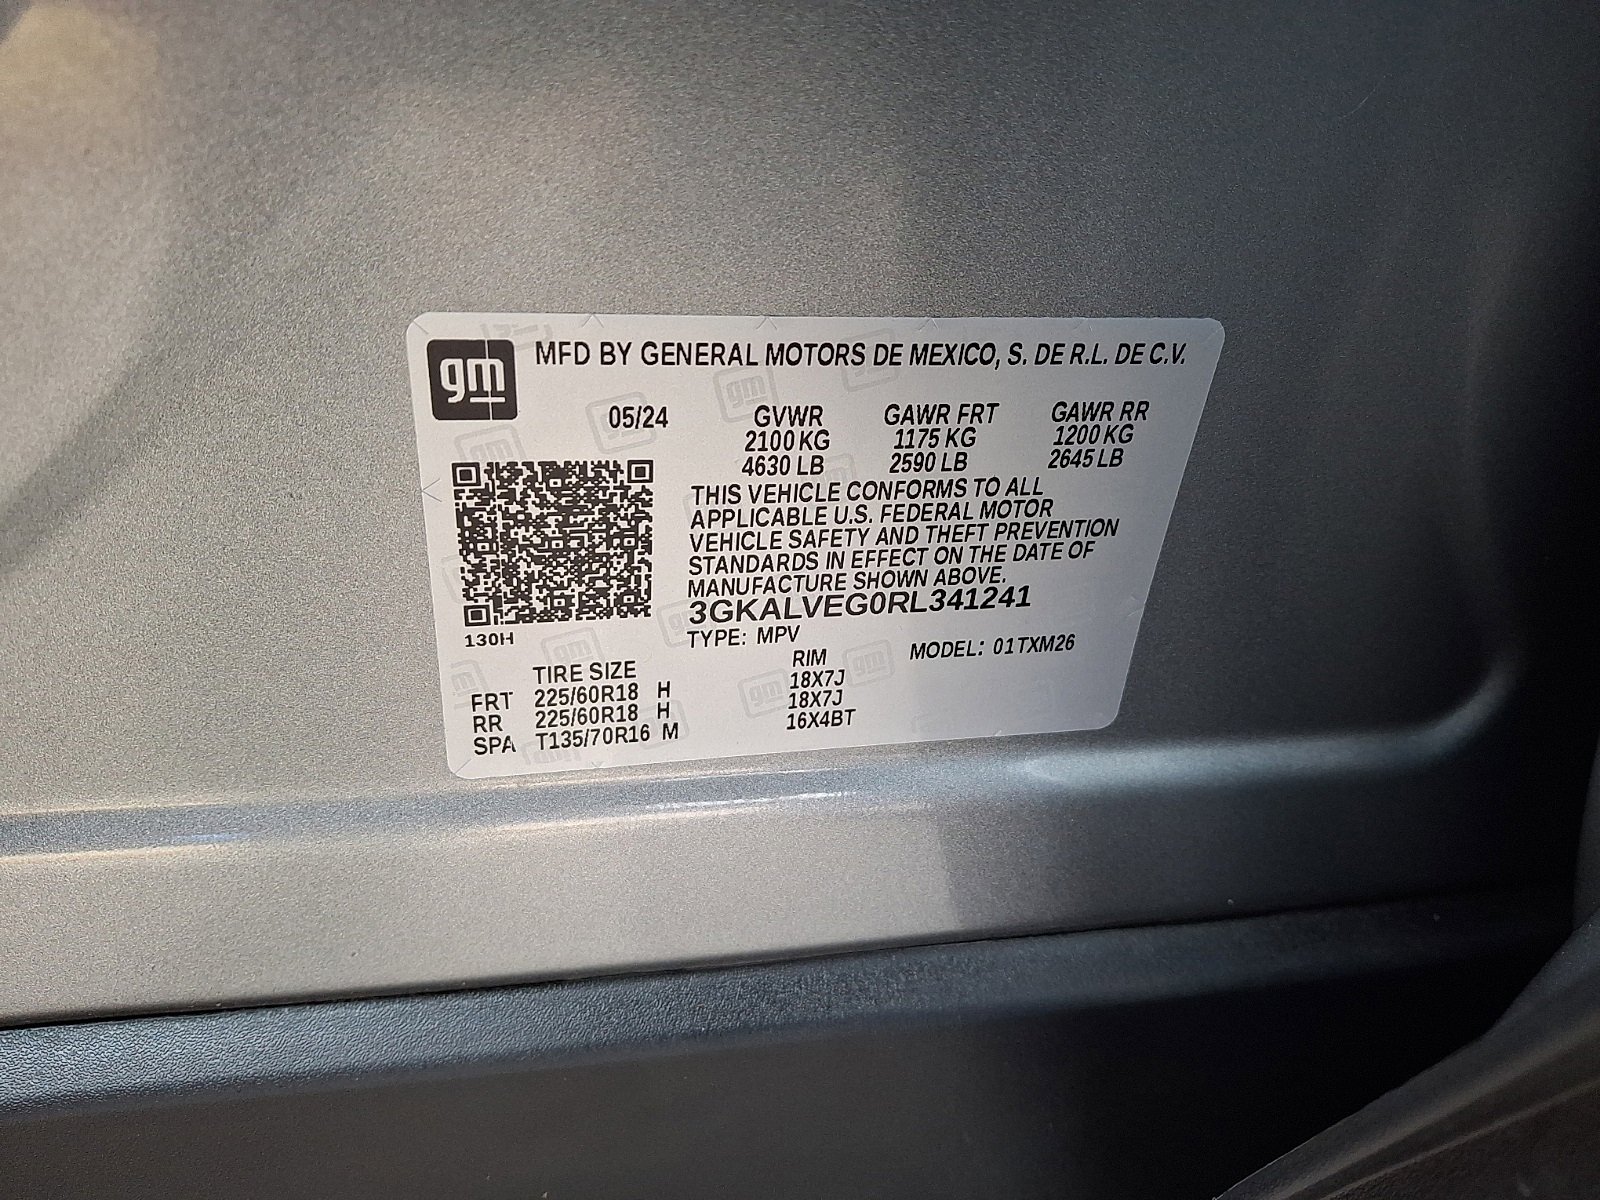 gm MFD BY GENERAL MOTORS DE MEXICO, S. DE R.L. DE C.V.
05/24 GVWR GAWR FRT GAWR RR
2100 KG 1175 KG 1200 KG
4630 LB 2590 LB 2645 LB
THIS VEHICLE CONFORMS TO ALL
APPLICABLE U.S. FEDERAL MOTOR
VEHICLE SAFETY AND THEFT PREVENTION
STANDARDS IN EFFECT ON THE DATE OF
MANUFACTURE SHOWN ABOVE.
3GKALVEG0RL341241
130H TYPE: MPV MODEL: 01TXM26
TIRE SIZE RIM
FRT 225/60R18 H 18X7J
RR 225/60R18 H 18X7J
SPA T135/70R16 M 16X4BT